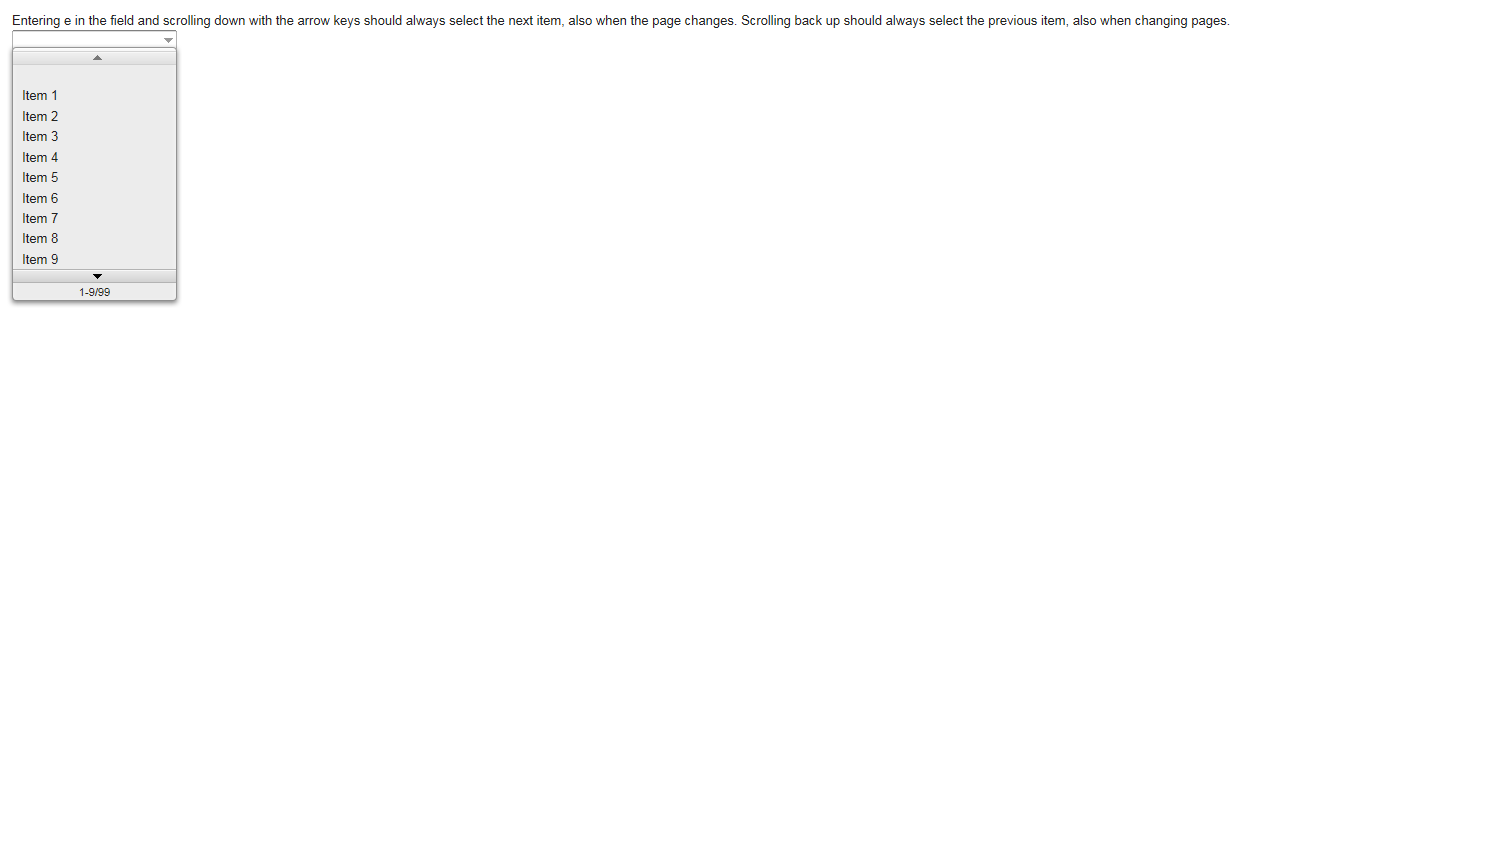 Entering e in the field and scrolling down with the arrow keys should always select the next item, also when the page changes. Scrolling back up should always select the previous item, also when changing pages.
Item 1
Item 2
Item 3
Item 4
Item 5
Item 6
Item 7
Item 8
Item 9
1-9/99